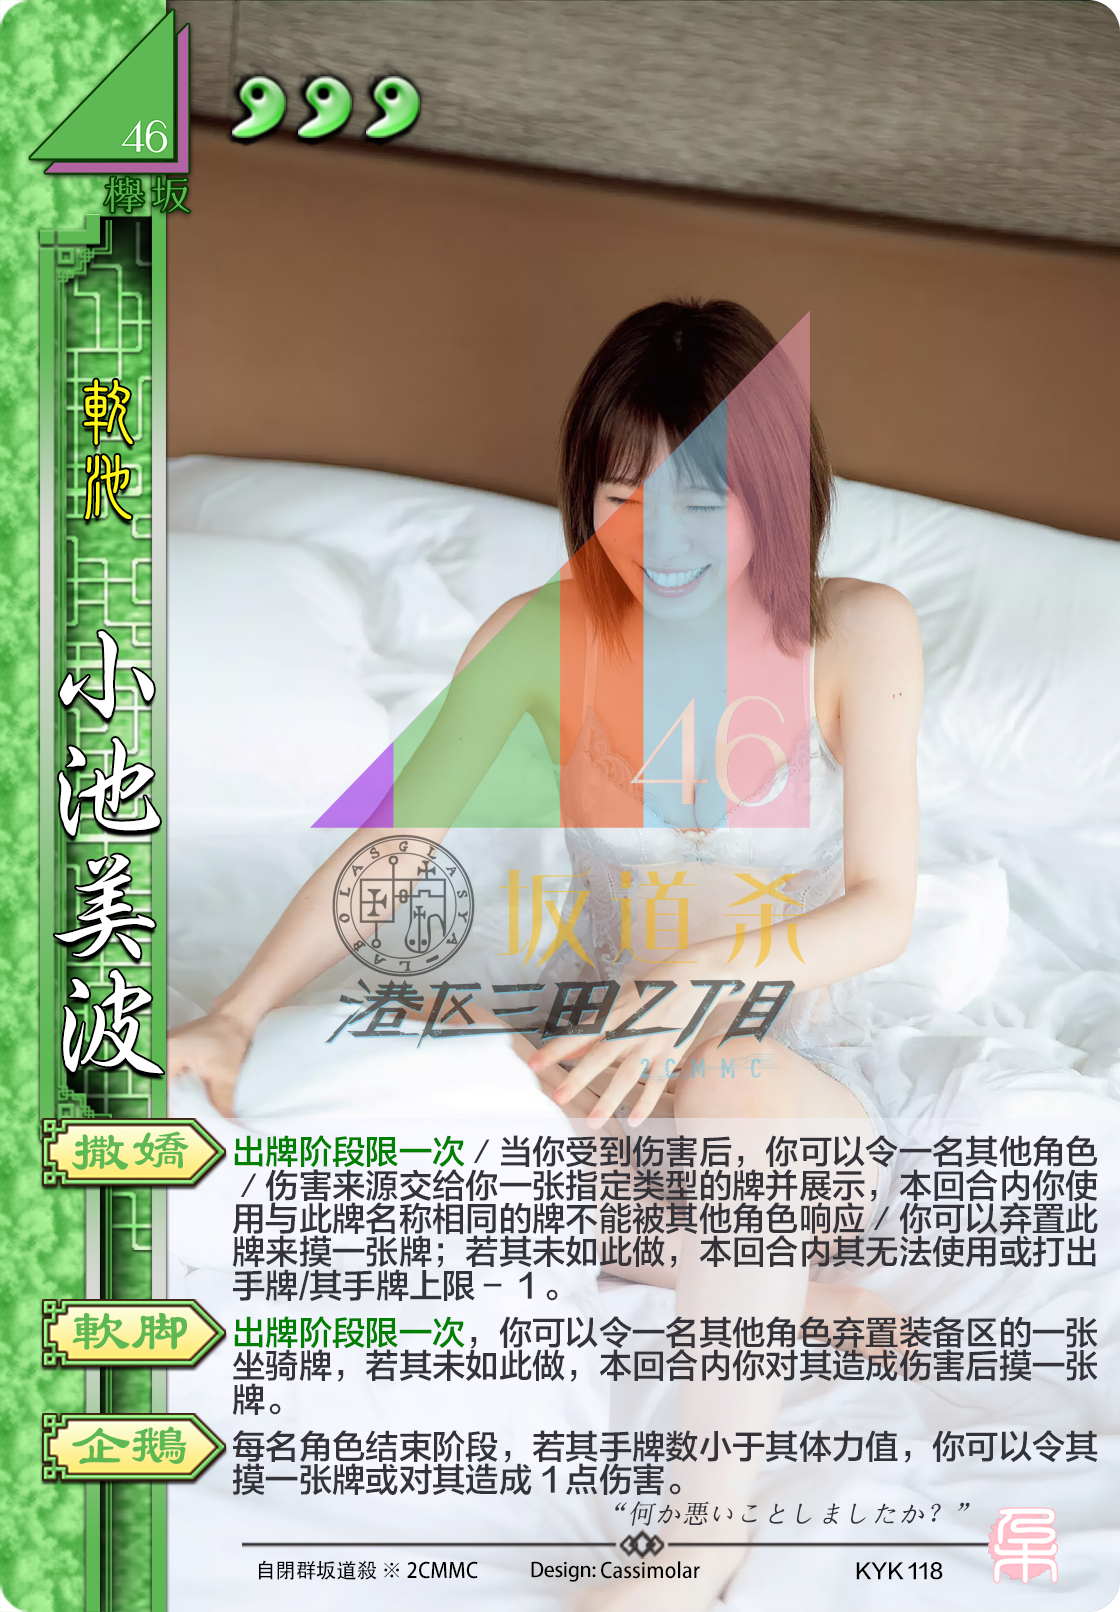 46
欅坂
軟池
小池美波
46
GLASYA-LABOLAS
坂道杀
港区三田2丁目
2CMMC
撒嬌
出牌阶段限一次/当你受到伤害后，你可以令一名其他角色
/伤害来源交给你一张指定类型的牌并展示，本回合内你使
用与此牌名称相同的牌不能被其他角色响应/你可以弃置此
牌来摸一张牌；若其未如此做，本回合内其无法使用或打出
手牌/其手牌上限－1。
軟脚
出牌阶段限一次，你可以令一名其他角色弃置装备区的一张
坐骑牌，若其未如此做，本回合内你对其造成伤害后摸一张
牌。
企鵝
每名角色结束阶段，若其手牌数小于其体力值，你可以令其
摸一张牌或对其造成1点伤害。
“何か悪いことしましたか？”
自閉群坂道殺 ※ 2CMMC
Design: Cassimolar
KYK 118